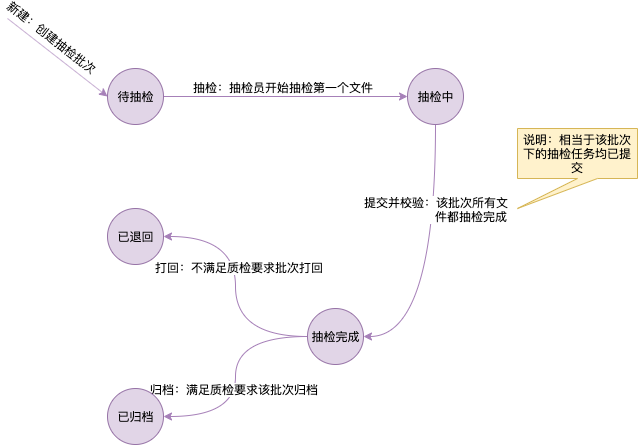 新建：创建抽检批次
待抽检
抽检：抽检员开始抽检第一个文件
抽检中
说明：相当于该批次
下的抽检任务均已提
交
提交并校验：该批次所有文
件都抽检完成
已退回
打回：不满足质检要求批次打回
抽检完成
归档：满足质检要求该批次归档
已归档